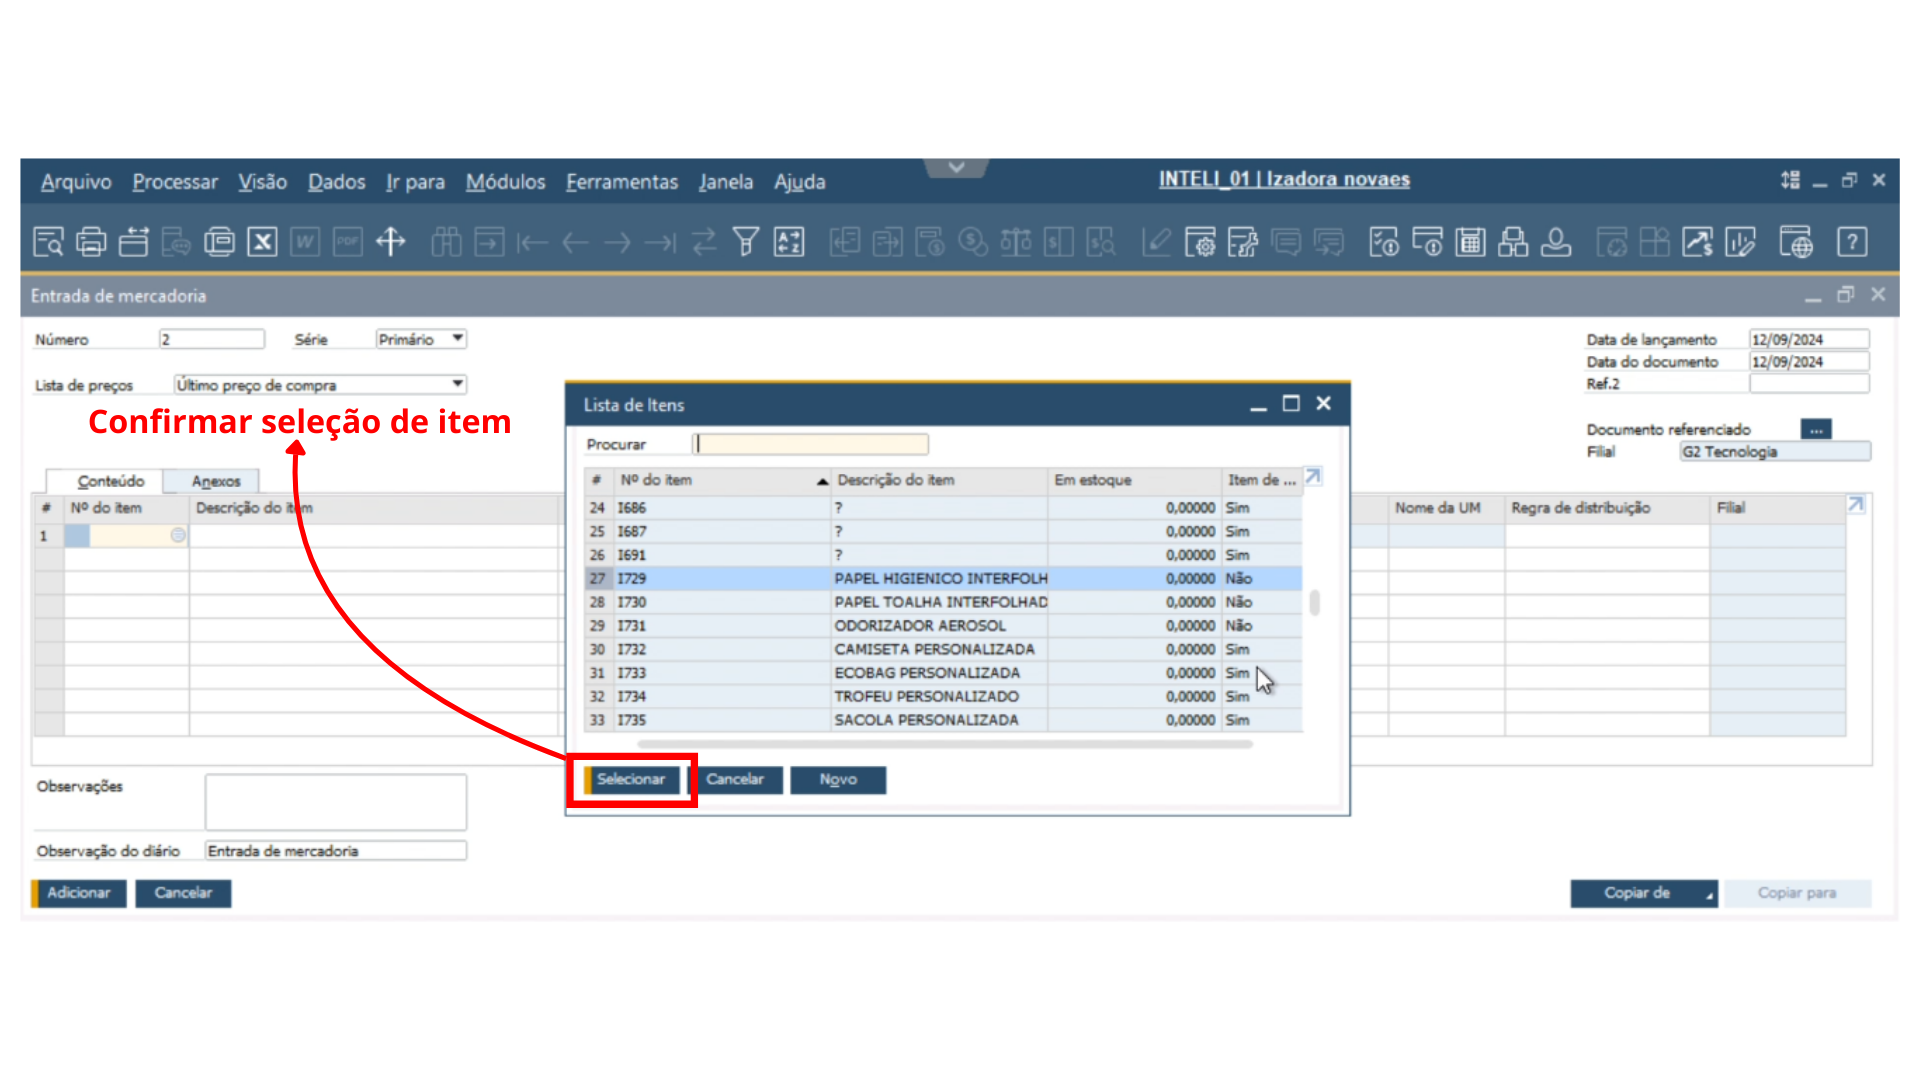 Arquivo Processar Visão Dados Ir para Módulos Ferramentas Janela Ajuda INTELI_01 | Izadora novaes
Entrada de mercadoria
Número 2 Série Primário
Lista de preços Último preço de compra
Data de lançamento 12/09/2024
Data do documento 12/09/2024
Ref.2
Documento referenciado ...
Filial G2 Tecnologia
Confirmar seleção de item
Conteúdo Anexos
# Nº do item Descrição do item Nome da UM Regra de distribuição Filial
1
Lista de Itens
Procurar
# Nº do item Descrição do item Em estoque Item de ...
24 I686 ? 0,00000 Sim
25 I687 ? 0,00000 Sim
26 I691 ? 0,00000 Sim
27 I729 PAPEL HIGIENICO INTERFOLH 0,00000 Não
28 I730 PAPEL TOALHA INTERFOLHAD 0,00000 Não
29 I731 ODORIZADOR AEROSOL 0,00000 Não
30 I732 CAMISETA PERSONALIZADA 0,00000 Sim
31 I733 ECOBAG PERSONALIZADA 0,00000 Sim
32 I734 TROFEU PERSONALIZADO 0,00000 Sim
33 I735 SACOLA PERSONALIZADA 0,00000 Sim
Selecionar Cancelar Novo
Observações
Observação do diário Entrada de mercadoria
Adicionar Cancelar Copiar de Copiar para